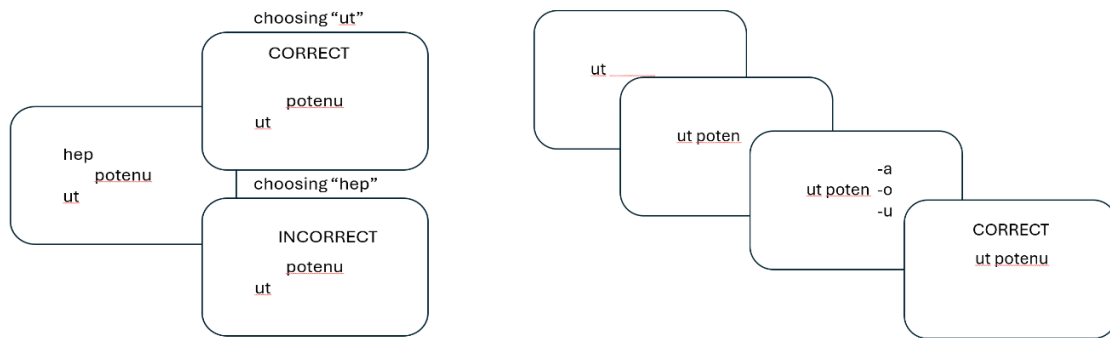 choosing “ut”
CORRECT
potenu
ut
hep
potenu
ut
choosing “hep”
INCORRECT
potenu
ut
ut ______
ut poten
-a
ut poten -o
-u
CORRECT
ut potenu